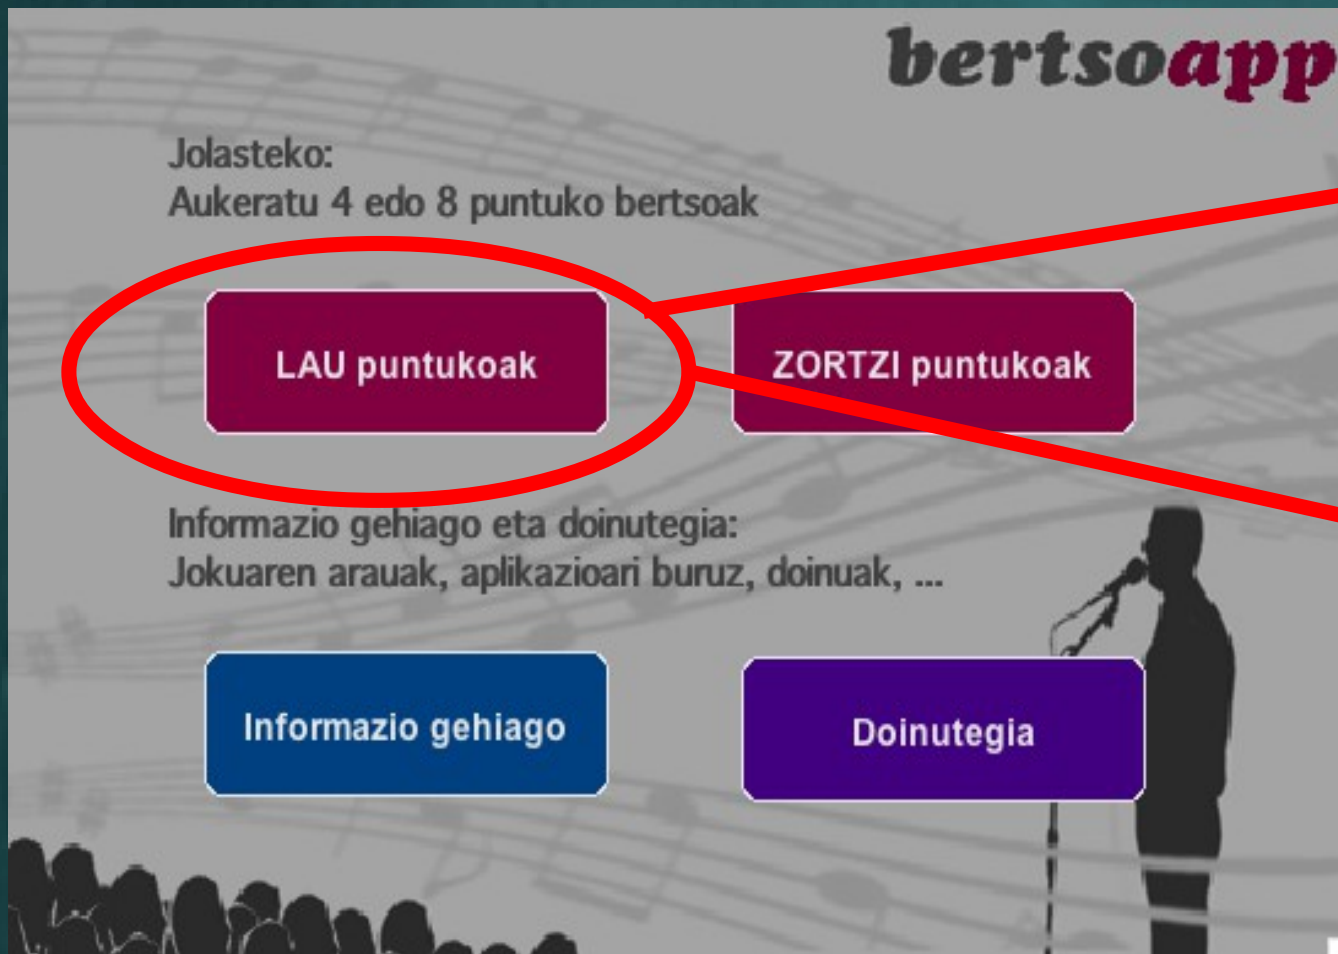 bertsoapp
Jolasteko:
Aukeratu 4 edo 8 puntuko bertsoak
LAU puntukoak
ZORTZI puntukoak
Informazio gehiago eta doinutegia:
Jokuaren arauak, aplikazioari buruz, doinuak, ...
Informazio gehiago
Doinutegia